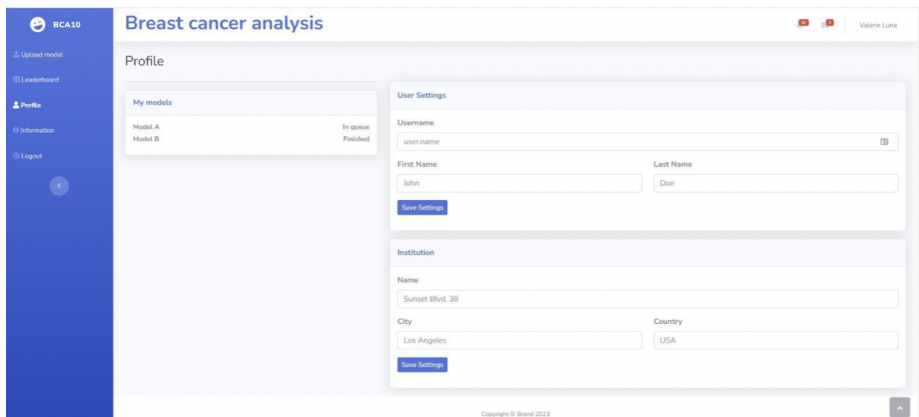 BCA10
Breast cancer analysis
Valerie Luna
Upload model
Leaderboard
Profile
Information
Logout
Profile
My models
Model A In queue
Model B Finished
User Settings
Username
user.name
First Name Last Name
John Doe
Save Settings
Institution
Name
Sunset Blvd. 38
City Country
Los Angeles USA
Save Settings
Copyright © Brand 2023